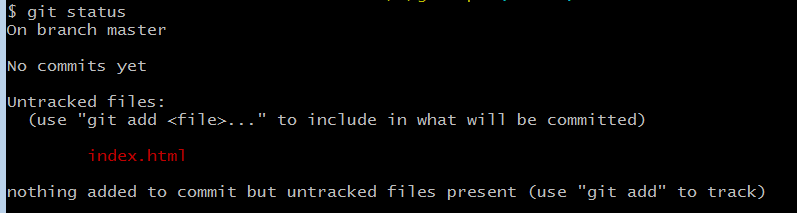 $ git status
On branch master
No commits yet
Untracked files:
(use "git add <file>..." to include in what will be committed)
index.html
nothing added to commit but untracked files present (use "git add" to track)